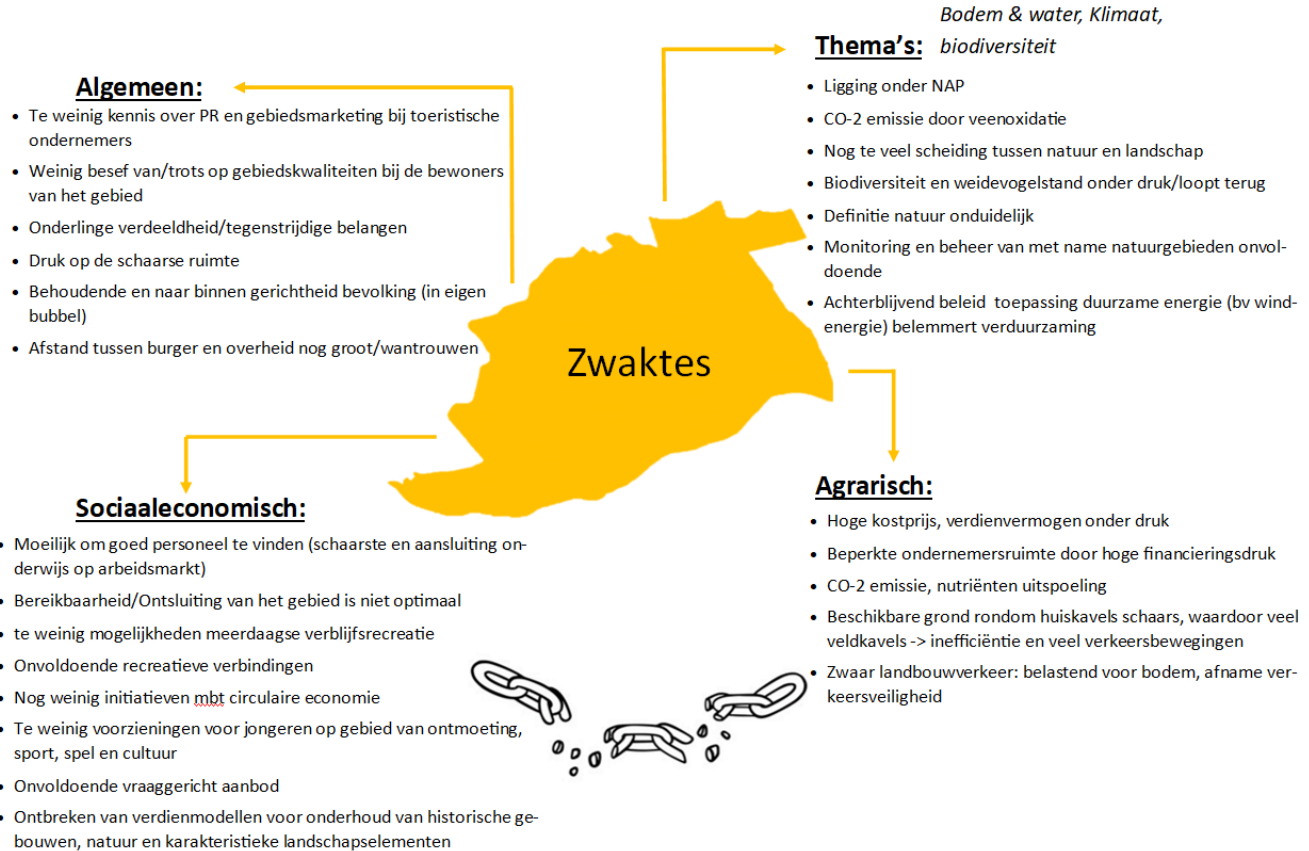 Algemeen:
• Te weinig kennis over PR en gebiedsmarketing bij toeristische
ondernemers
• Weinig besef van/trots op gebiedskwaliteiten bij de bewoners
van het gebied
• Onderlinge verdeeldheid/tegenstrijdige belangen
• Druk op de schaarse ruimte
• Behoudende en naar binnen gerichtheid bevolking (in eigen
bubbel)
• Afstand tussen burger en overheid nog groot/wantrouwen
Thema's: Bodem & water, Klimaat,
biodiversiteit
• Ligging onder NAP
• CO-2 emissie door veenoxidatie
• Nog te veel scheiding tussen natuur en landschap
• Biodiversiteit en weidevogelstand onder druk/loopt terug
• Definitie natuur onduidelijk
• Monitoring en beheer van met name natuurgebieden onvol-
doende
• Achterblijvend beleid toepassing duurzame energie (bv wind-
energie) belemmert verduurzaming
Zwaktes
Sociaaleconomisch:
• Moeilijk om goed personeel te vinden (schaarste en aansluiting on-
derwijs op arbeidsmarkt)
• Bereikbaarheid/Ontsluiting van het gebied is niet optimaal
• te weinig mogelijkheden meerdaagse verblijfsrecreatie
• Onvoldoende recreatieve verbindingen
• Nog weinig initiatieven mbt circulaire economie
• Te weinig voorzieningen voor jongeren op gebied van ontmoeting,
sport, spel en cultuur
• Onvoldoende vraaggericht aanbod
• Ontbreken van verdienmodellen voor onderhoud van historische ge-
bouwen, natuur en karakteristieke landschapselementen
Agrarisch:
• Hoge kostprijs, verdienvermogen onder druk
• Beperkte ondernemersruimte door hoge financieringsdruk
• CO-2 emissie, nutriënten uitspoeling
• Beschikbare grond rondom huiskavels schaars, waardoor veel
veldkavels -> inefficiëntie en veel verkeersbewegingen
• Zwaar landbouwverkeer: belastend voor bodem, afname ver-
keersveiligheid